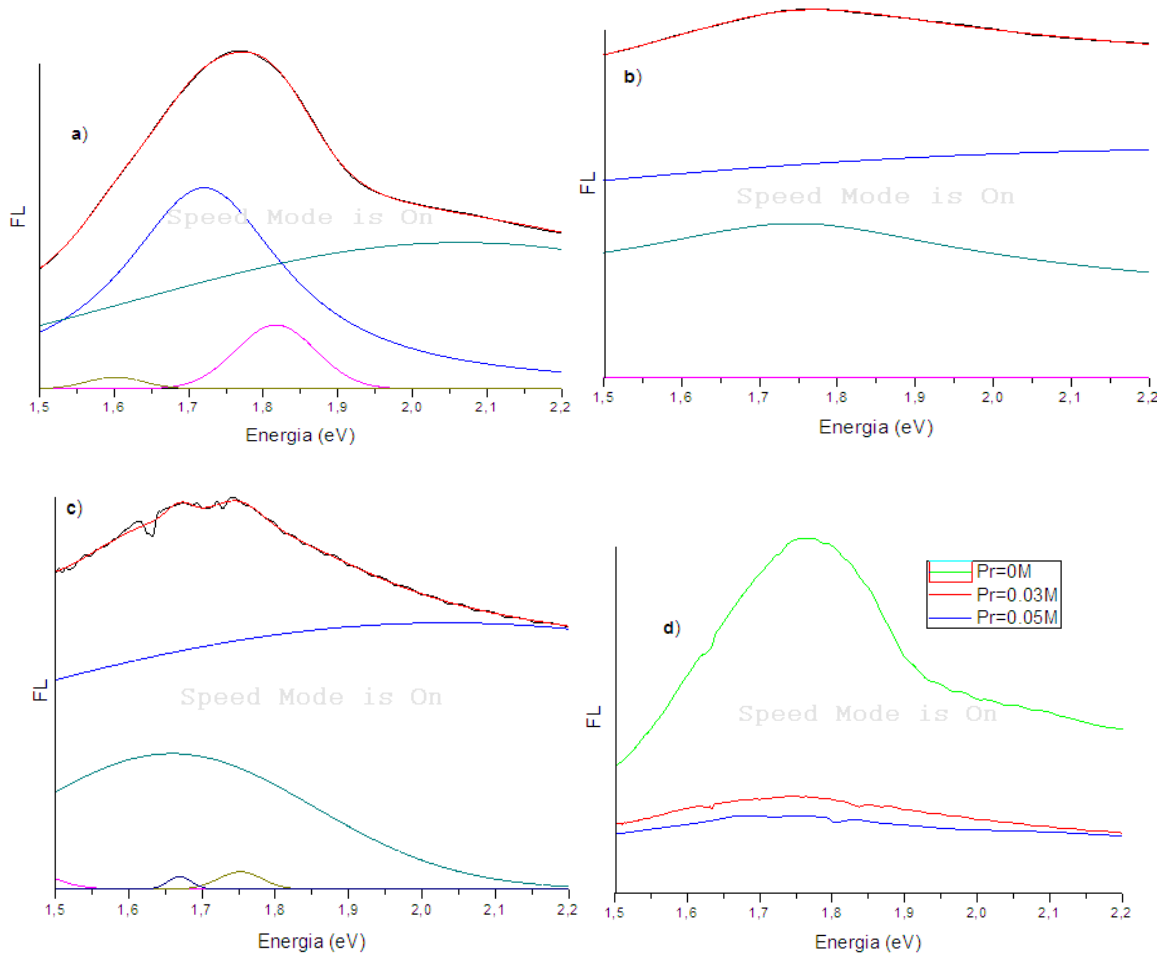 a)
FL
Speed Mode is On
1,5 1,6 1,7 1,8 1,9 2,0 2,1 2,2
Energia (eV)
b)
FL
Speed Mode is On
1,5 1,6 1,7 1,8 1,9 2,0 2,1 2,2
Energia (eV)
c)
FL
Speed Mode is On
1,5 1,6 1,7 1,8 1,9 2,0 2,1 2,2
Energia (eV)
d)
Pr=0M
Pr=0.03M
Pr=0.05M
FL
Speed Mode is On
1,5 1,6 1,7 1,8 1,9 2,0 2,1 2,2
Energia (eV)